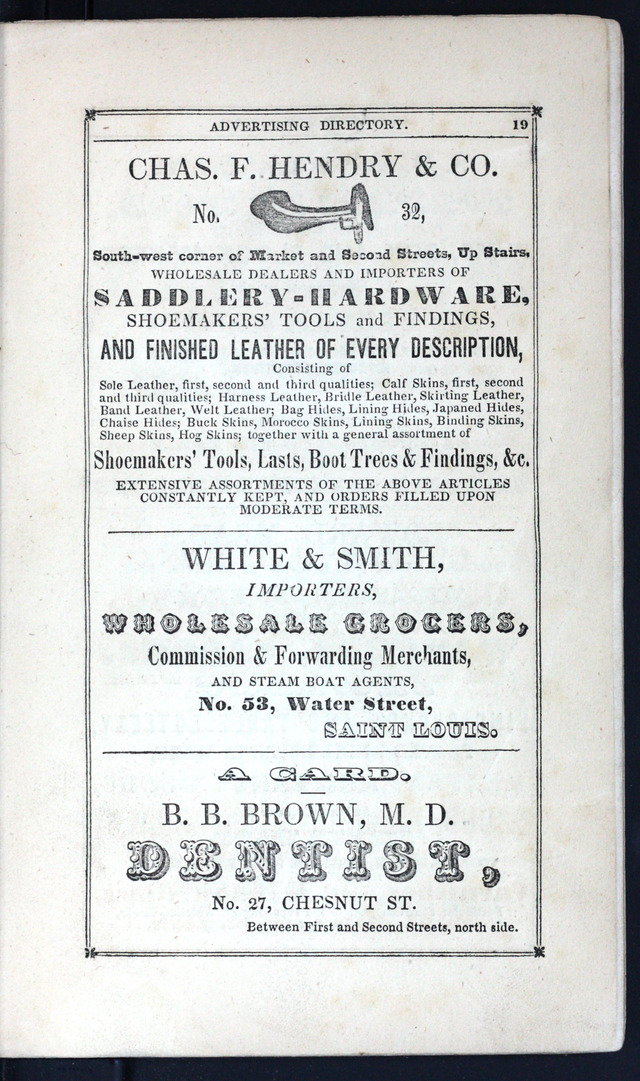 ADVERTISING DIRECTORY. 19
CHAS. F. HENDRY & CO.
No. 32,
South-west corner of Market and Second Streets, Up Stairs,
WHOLESALE DEALERS AND IMPORTERS OF
SADDLERY-HARDWARE,
SHOEMAKERS' TOOLS and FINDINGS,
AND FINISHED LEATHER OF EVERY DESCRIPTION,
Consisting of
Sole Leather, first, second and third qualities; Calf Skins, first, second
and third qualities; Harness Leather, Bridle Leather, Skirting Leather,
Band Leather, Welt Leather; Bag Hides, Lining Hides, Japaned Hides,
Chaise Hides; Buck Skins, Morocco Skins, Lining Skins, Binding Skins,
Sheep Skins, Hog Skins; together with a general assortment of
Shoemakers' Tools, Lasts, Boot Trees & Findings, &c.
EXTENSIVE ASSORTMENTS OF THE ABOVE ARTICLES
CONSTANTLY KEPT, AND ORDERS FILLED UPON
MODERATE TERMS.
WHITE & SMITH,
IMPORTERS,
WHOLESALE GROCERS,
Commission & Forwarding Merchants,
AND STEAM BOAT AGENTS,
No. 53, Water Street,
SAINT LOUIS.
A CARD.
B. B. BROWN, M. D.
DENTIST,
No. 27, CHESNUT ST.
Between First and Second Streets, north side.